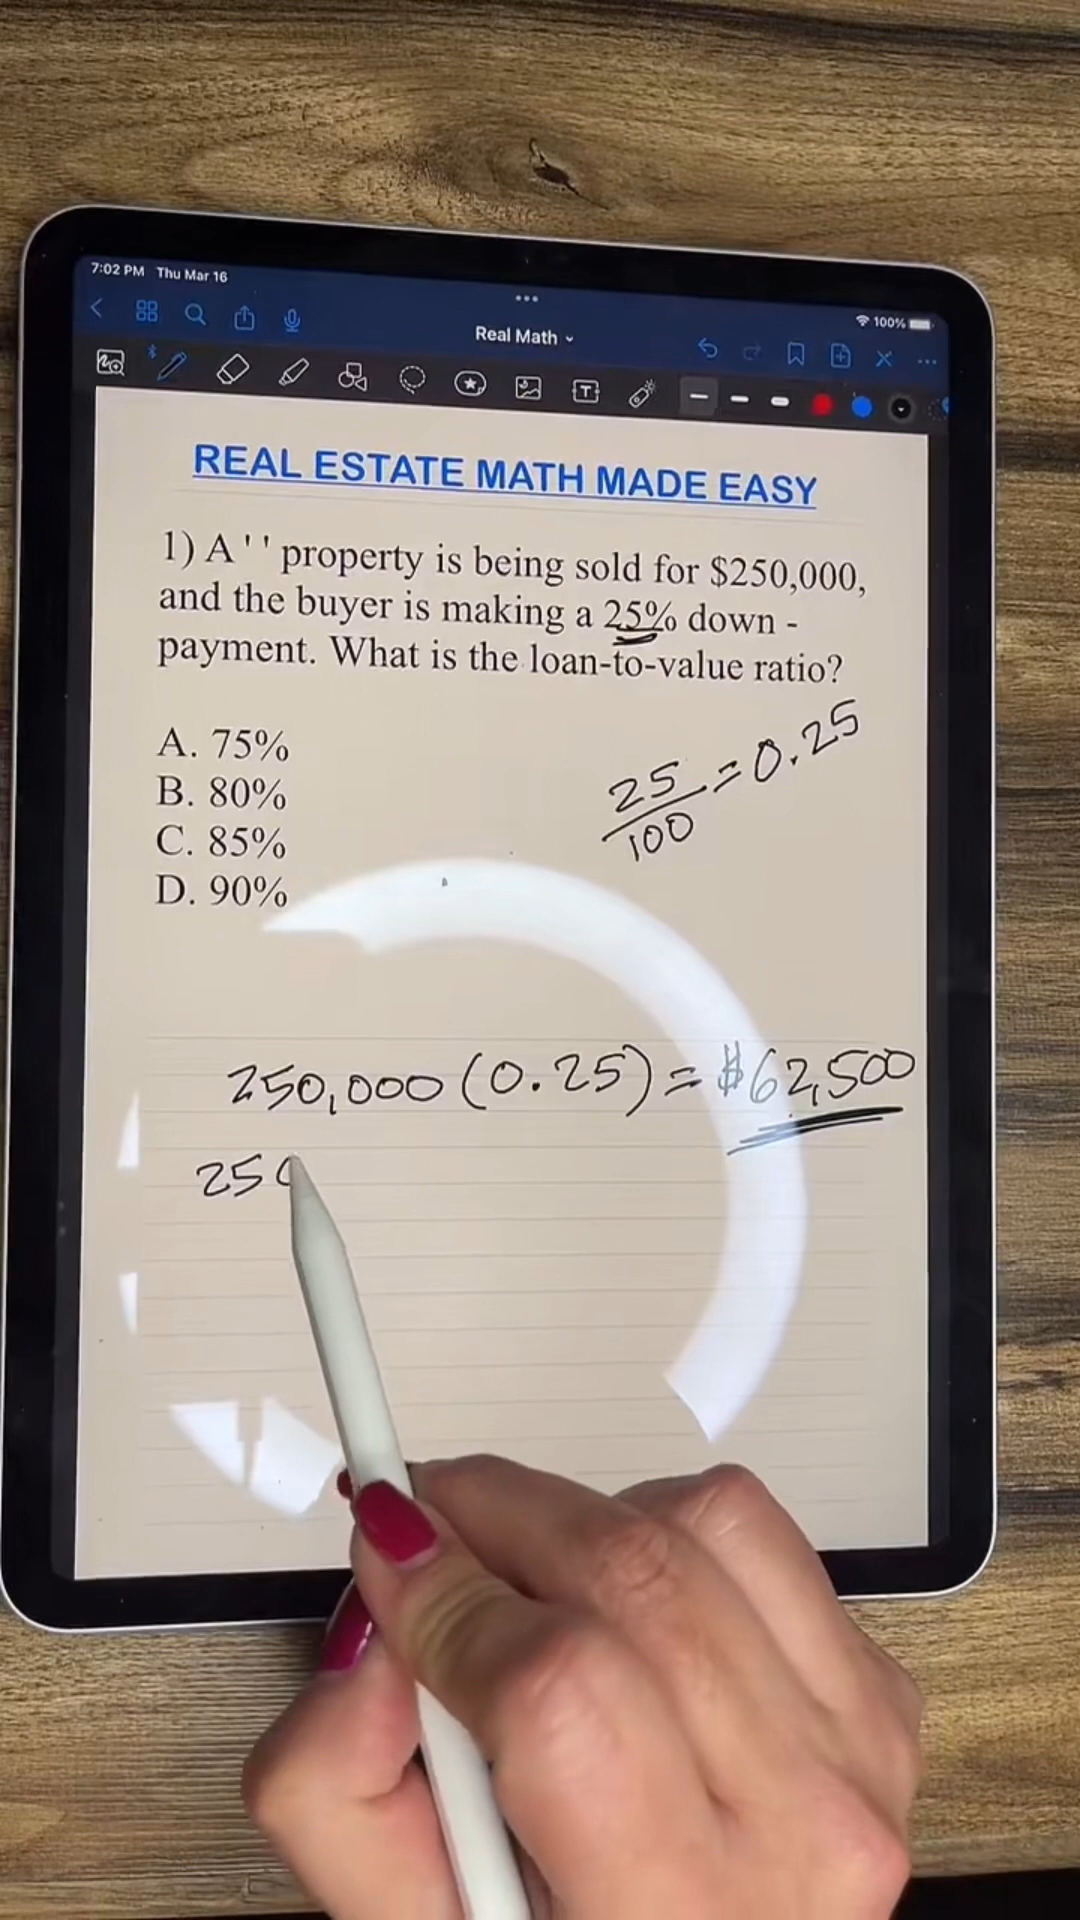 7:02 PM Thu Mar 16
100%
Real Math
REAL ESTATE MATH MADE EASY
1) A '' property is being sold for $250,000,
and the buyer is making a 25% down -
payment. What is the loan-to-value ratio?
A. 75%
B. 80%
C. 85%
D. 90%
25/100 = 0.25
250,000 (0.25) = $62,500
250